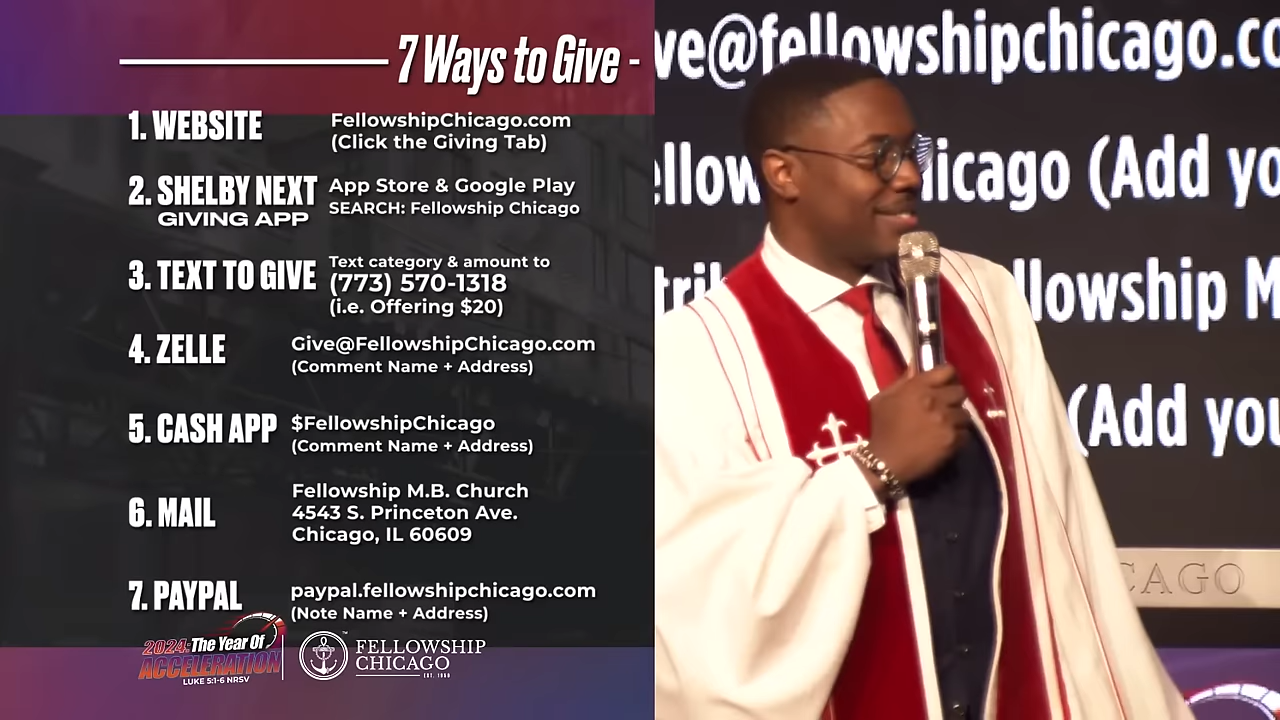 7 Ways to Give
1. WEBSITE
FellowshipChicago.com
(Click the Giving Tab)
2. SHELBY NEXT
GIVING APP
App Store & Google Play
SEARCH: Fellowship Chicago
3. TEXT TO GIVE
Text category & amount to
(773) 570-1318
(i.e. Offering $20)
4. ZELLE
Give@FellowshipChicago.com
(Comment Name + Address)
5. CASH APP
$FellowshipChicago
(Comment Name + Address)
6. MAIL
Fellowship M.B. Church
4543 S. Princeton Ave.
Chicago, IL 60609
7. PAYPAL
paypal.fellowshipchicago.com
(Note Name + Address)
2024: The Year Of
ACCELERATION
LUKE 5:1-6 NRSV
FELLOWSHIP
CHICAGO
EST. 1950
ve@fellowshipchicago.co
ellow hicago (Add yo
trib llowship M
(Add you
CAGO